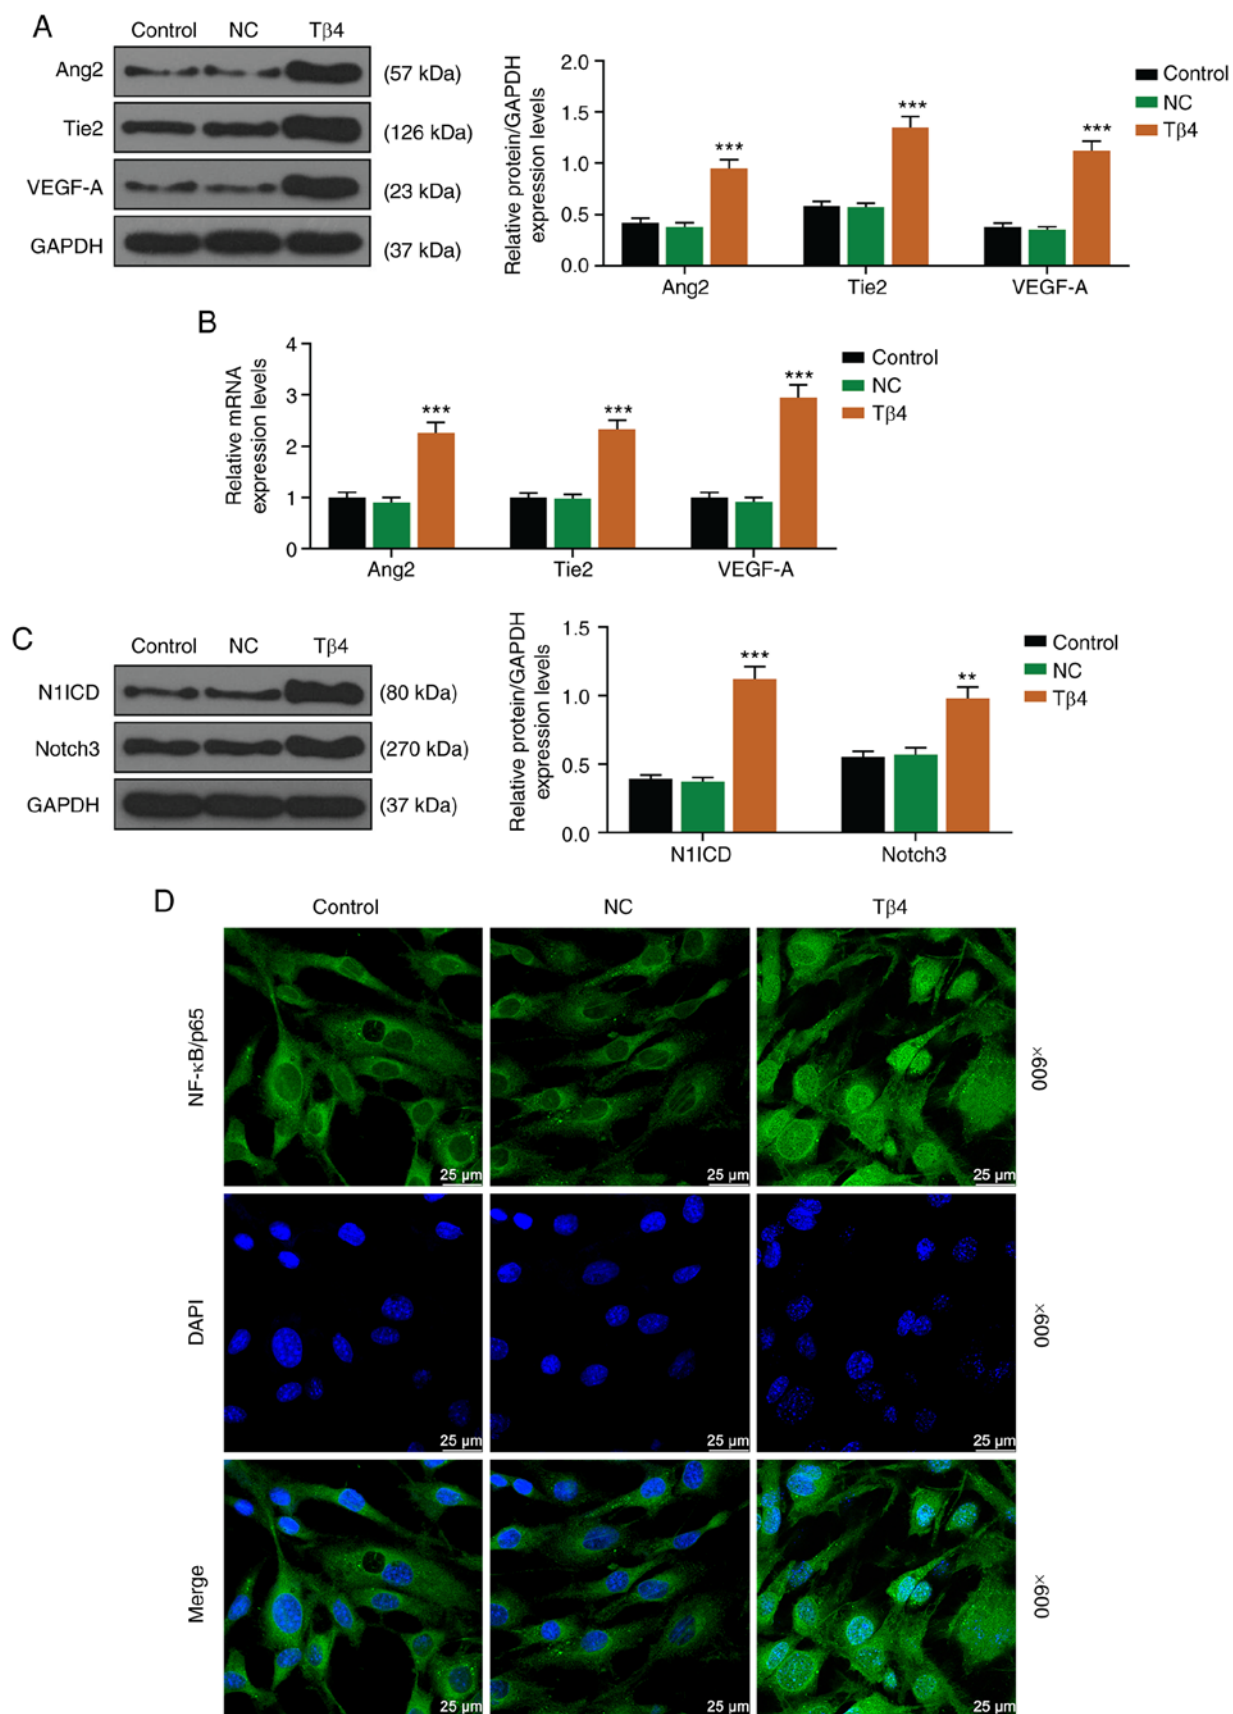 A
Control NC Tβ4
Ang2 (57 kDa)
Tie2 (126 kDa)
VEGF-A (23 kDa)
GAPDH (37 kDa)
Relative protein/GAPDH
expression levels
2.0
1.5
1.0
0.5
0.0
*** *** ***
Ang2 Tie2 VEGF-A
Control
NC
Tβ4
B
Relative mRNA
expression levels
4
3
2
1
0
*** *** ***
Ang2 Tie2 VEGF-A
Control
NC
Tβ4
C
Control NC Tβ4
N1ICD (80 kDa)
Notch3 (270 kDa)
GAPDH (37 kDa)
Relative protein/GAPDH
expression levels
1.5
1.0
0.5
0.0
*** **
N1ICD Notch3
Control
NC
Tβ4
D
Control NC Tβ4
NF-κB/p65
25 µm 25 µm 25 µm
×600
DAPI
25 µm 25 µm 25 µm
×600
Merge
25 µm 25 µm 25 µm
×600